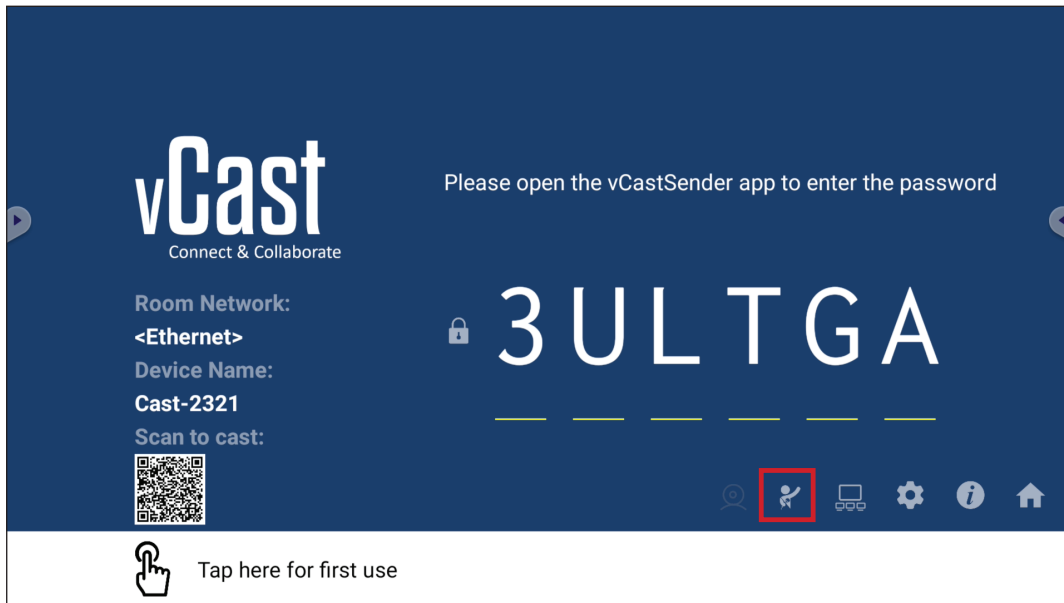 vCast
Connect & Collaborate
Please open the vCastSender app to enter the password
Room Network:
<Ethernet>
Device Name:
Cast-2321
Scan to cast:
3ULTGA
Tap here for first use